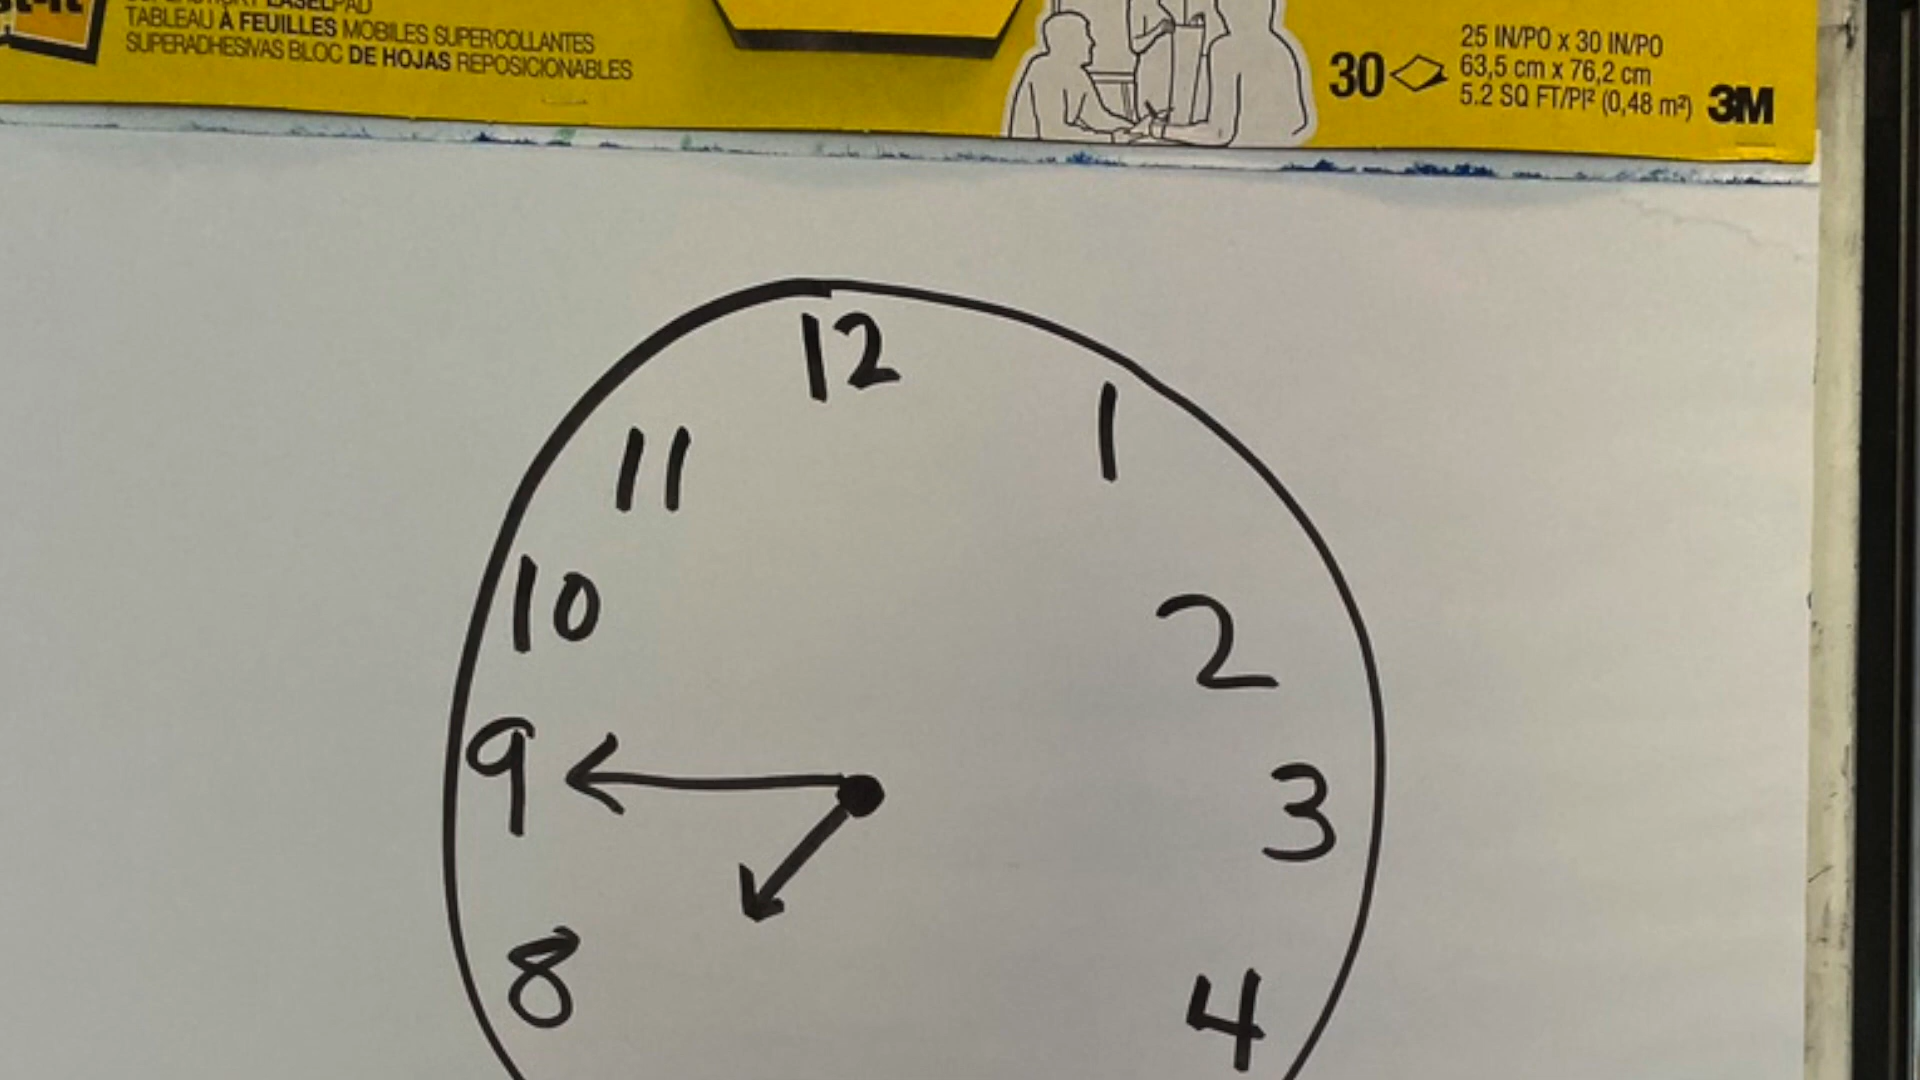 TABLEAU À FEUILLES MOBILES SUPERCOLLANTES
SUPERADHESIVAS BLOC DE HOJAS REPOSICIONABLES
30
25 IN/PO x 30 IN/PO
63,5 cm x 76,2 cm
5.2 SQ FT/PI² (0,48 m²)
3M
12
1
11
10
2
9
3
8
4